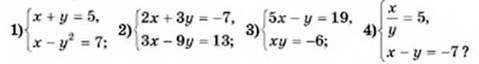 1) { x + y = 5, x − y² = 7; 2) { 2x + 3y = −7, 3x − 9y = 13; 3) { 5x − y = 19, xy = −6; 4) { x/y = 5, x − y = −7 ?